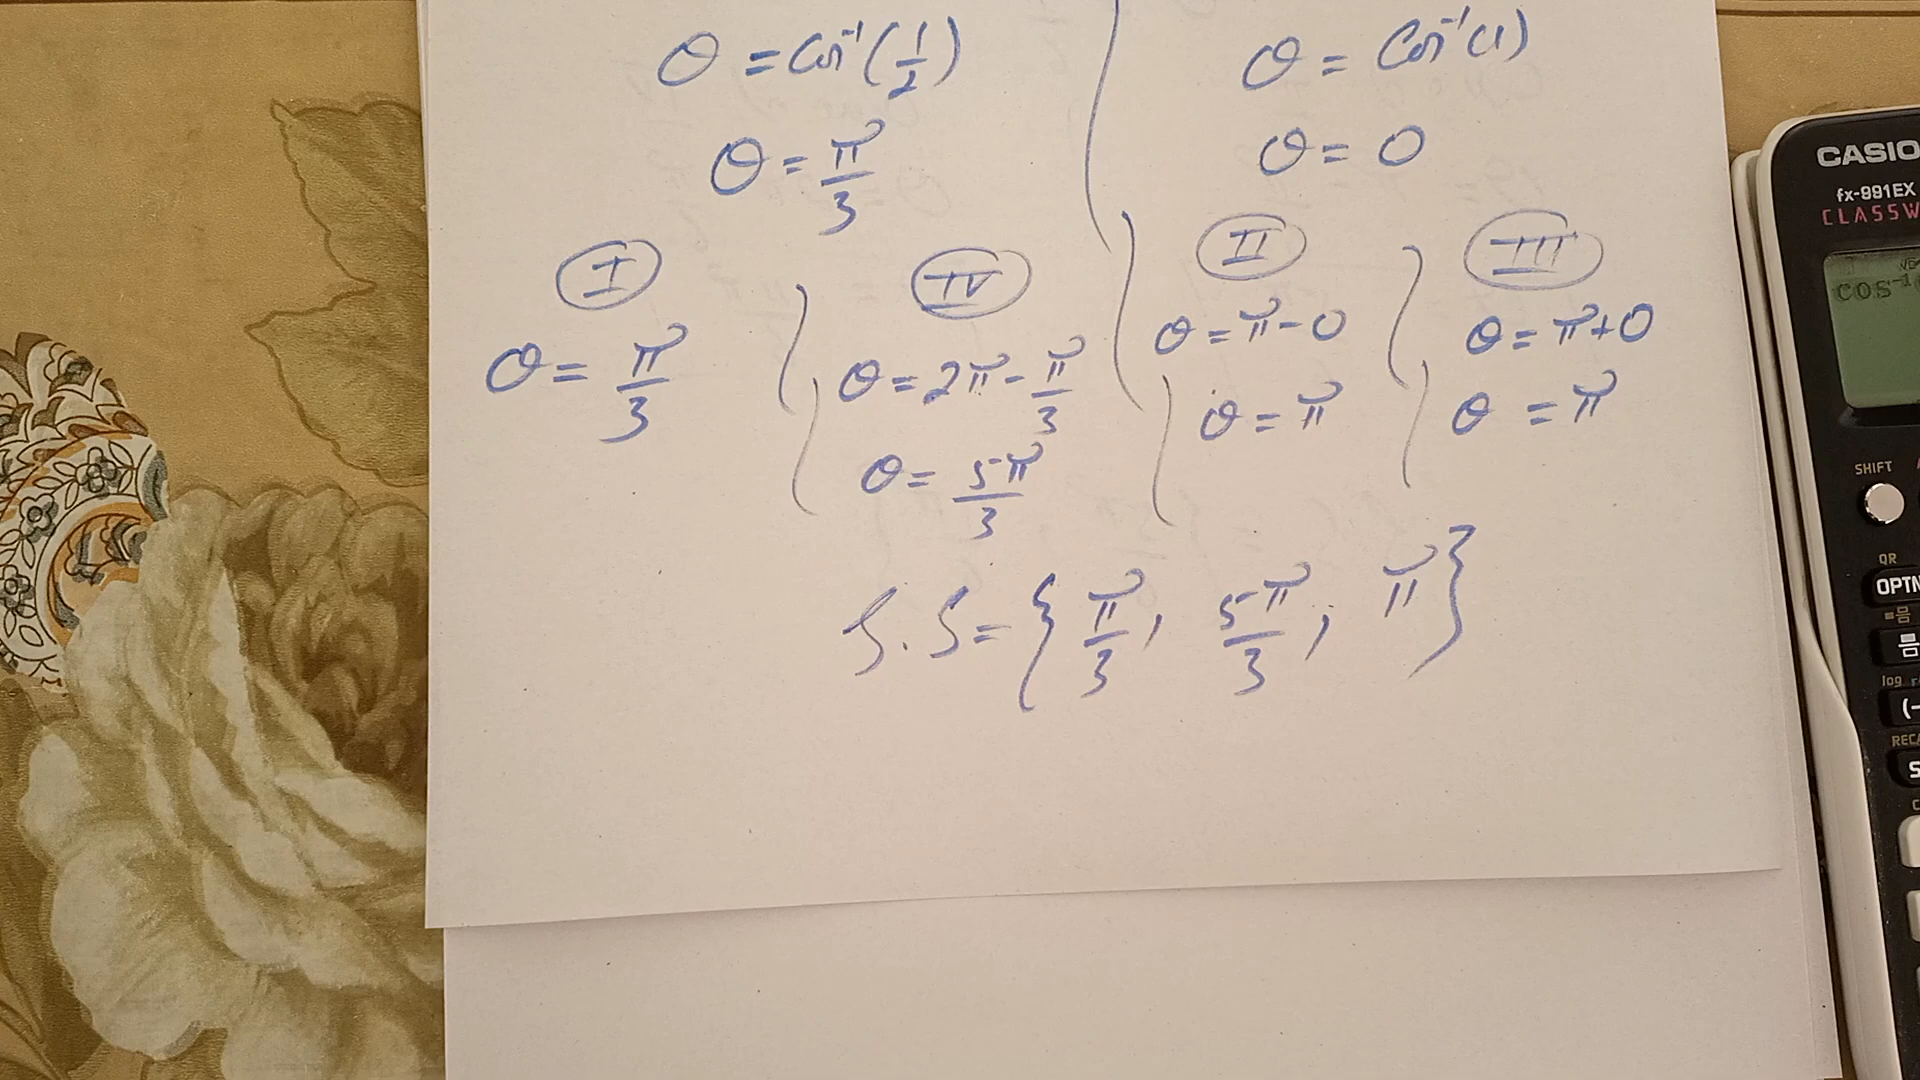 θ = Cos⁻¹(1/2)
θ = π/3
θ = Cos⁻¹(1)
θ = 0
I
θ = π/3
IV
θ = 2π - π/3
θ = 5π/3
II
θ = π - 0
θ = π
III
θ = π + 0
θ = π
S.S = { π/3, 5π/3, π }
CASIO
fx-991EX
CLASSW
COS⁻¹(
SHIFT
QR
OPTN
log
(-
RECA
S